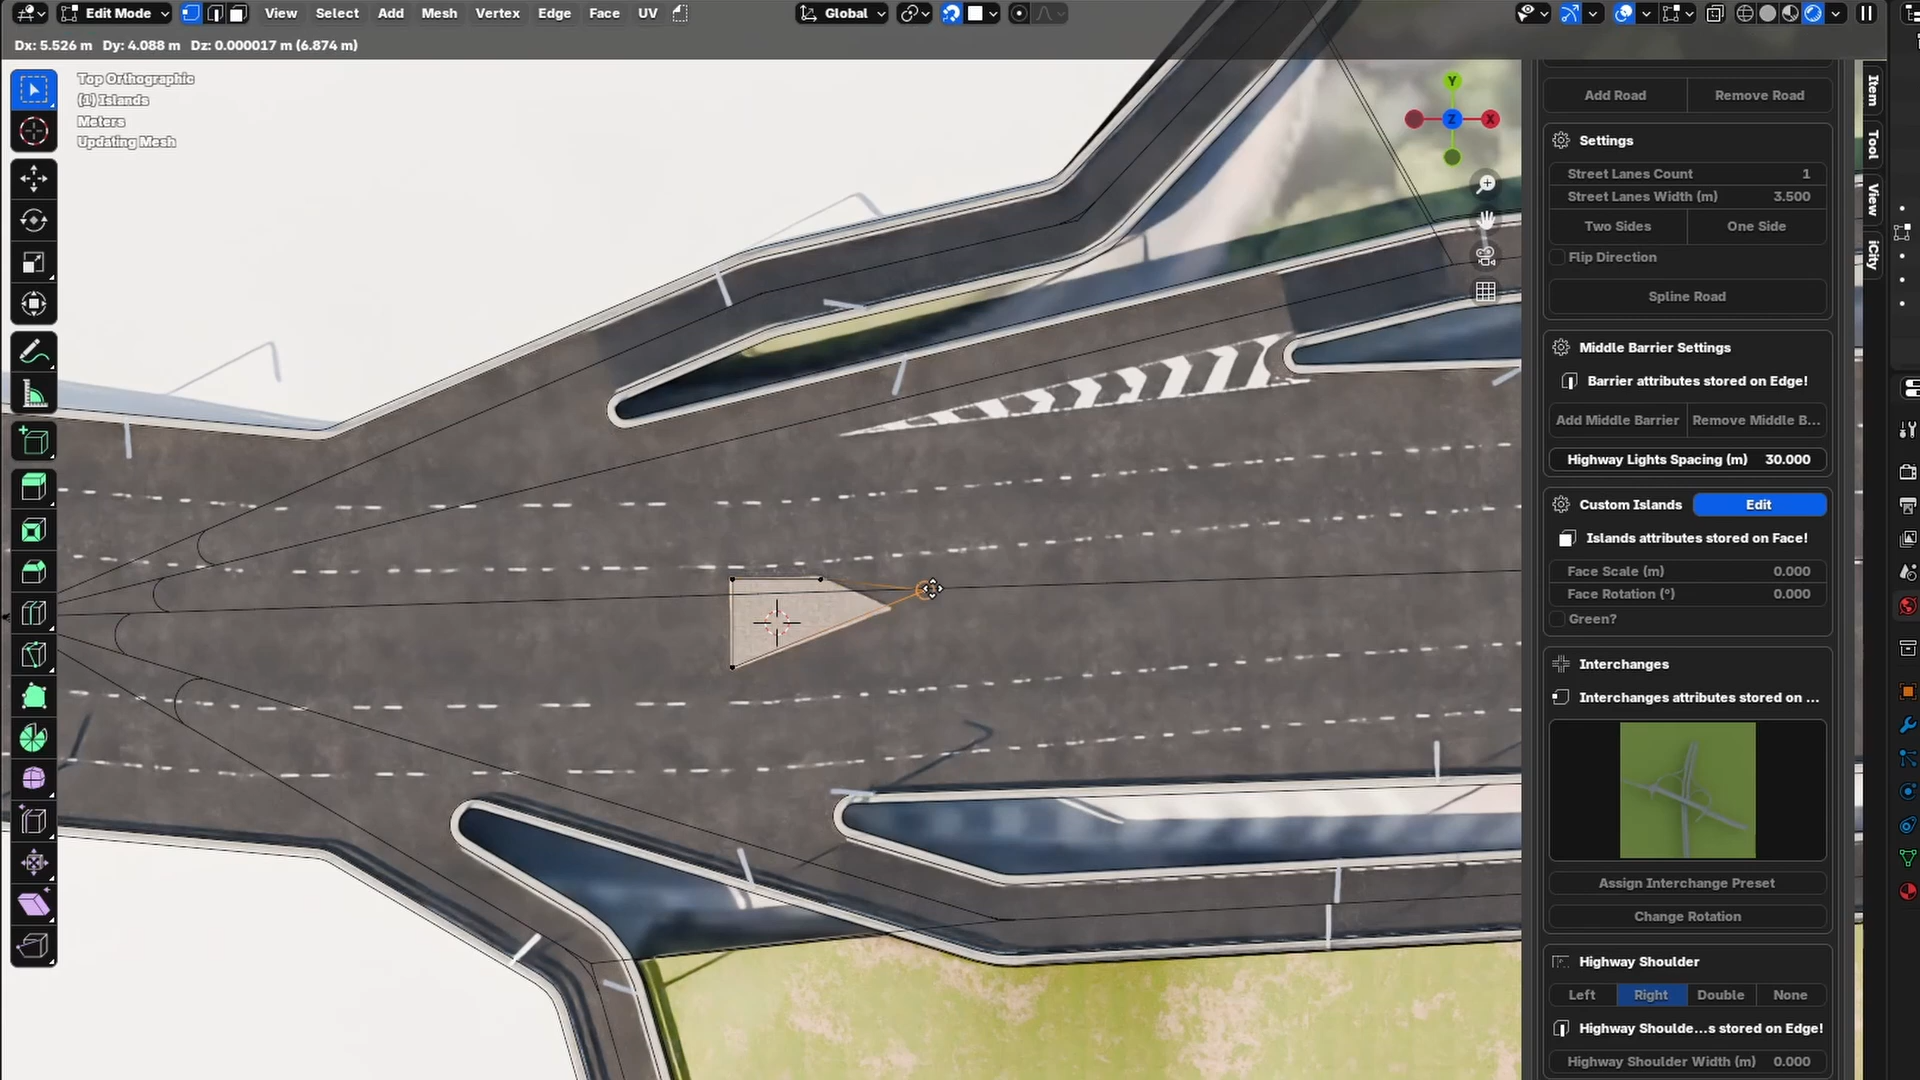 Edit Mode
View
Select
Add
Mesh
Vertex
Edge
Face
UV
Global
Dx: 5.526 m   Dy: 4.088 m   Dz: 0.000017 m (6.874 m)
Top Orthographic
(1) Islands
Meters
Updating Mesh
Y
Z
X
Item
Tool
View
iCity
Add Road
Remove Road
Settings
Street Lanes Count 1
Street Lanes Width (m) 3.500
Two Sides
One Side
Flip Direction
Spline Road
Middle Barrier Settings
Barrier attributes stored on Edge!
Add Middle Barrier
Remove Middle B...
Highway Lights Spacing (m) 30.000
Custom Islands
Edit
Islands attributes stored on Face!
Face Scale (m) 0.000
Face Rotation (°) 0.000
Green?
Interchanges
Interchanges attributes stored on ...
Assign Interchange Preset
Change Rotation
Highway Shoulder
Left
Right
Double
None
Highway Shoulde...s stored on Edge!
Highway Shoulder Width (m) 0.000